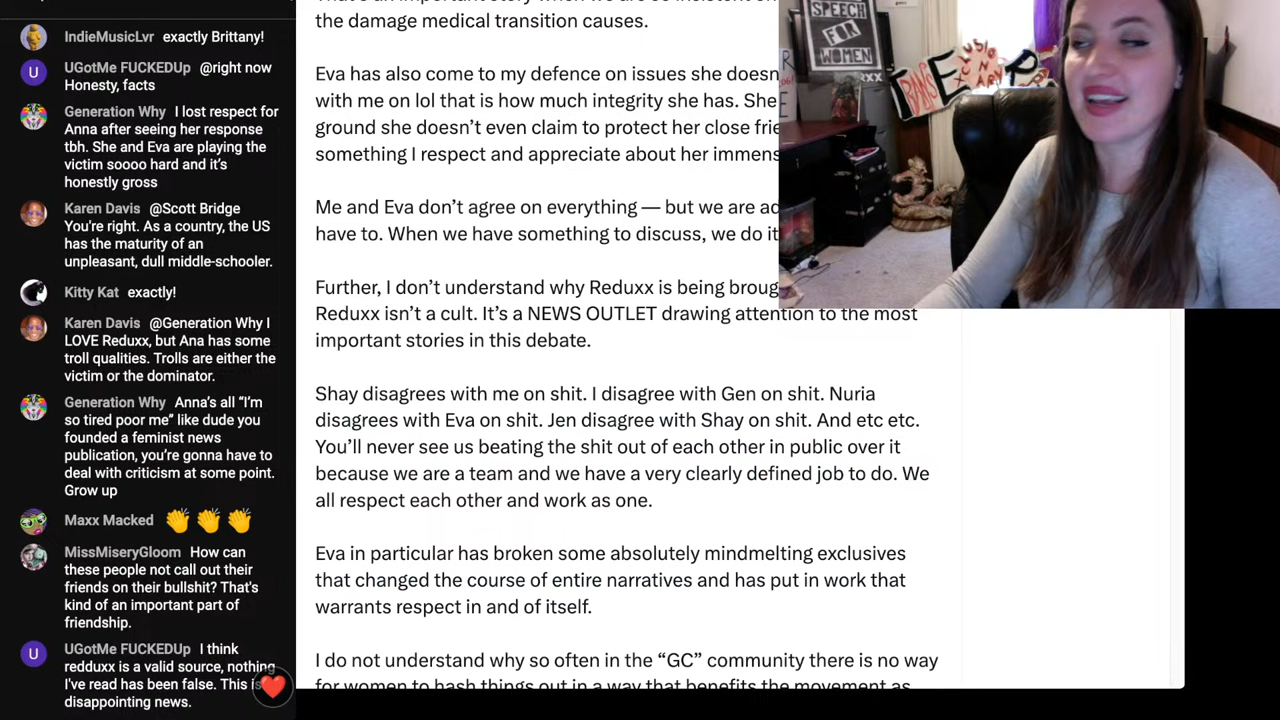 IndieMusicLvr exactly Brittany!
UGotMe FUCKEDUp @right now
Honesty, facts
Generation Why I lost respect for
Anna after seeing her response
tbh. She and Eva are playing the
victim soooo hard and it's
honestly gross
Karen Davis @Scott Bridge
You're right. As a country, the US
has the maturity of an
unpleasant, dull middle-schooler.
Kitty Kat exactly!
Karen Davis @Generation Why I
LOVE Reduxx, but Ana has some
troll qualities. Trolls are either the
victim or the dominator.
Generation Why Anna's all “I'm
so tired poor me” like dude you
founded a feminist news
publication, you're gonna have to
deal with criticism at some point.
Grow up
Maxx Macked 👏👏👏
MissMiseryGloom How can
these people not call out their
friends on their bullshit? That's
kind of an important part of
friendship.
UGotMe FUCKEDUp I think
redduxx is a valid source, nothing
I've read has been false. This is
disappointing news.
the damage medical transition causes.
Eva has also come to my defence on issues she doesn
with me on lol that is how much integrity she has. She
ground she doesn't even claim to protect her close frie
something I respect and appreciate about her immens
Me and Eva don't agree on everything — but we are ad
have to. When we have something to discuss, we do it
Further, I don't understand why Reduxx is being broug
Reduxx isn't a cult. It's a NEWS OUTLET drawing attention to the most
important stories in this debate.
Shay disagrees with me on shit. I disagree with Gen on shit. Nuria
disagrees with Eva on shit. Jen disagree with Shay on shit. And etc etc.
You'll never see us beating the shit out of each other in public over it
because we are a team and we have a very clearly defined job to do. We
all respect each other and work as one.
Eva in particular has broken some absolutely mindmelting exclusives
that changed the course of entire narratives and has put in work that
warrants respect in and of itself.
I do not understand why so often in the “GC” community there is no way
for women to hash things out in a way that benefits the movement as
SPEECH
FOR
WOMEN
TRANS